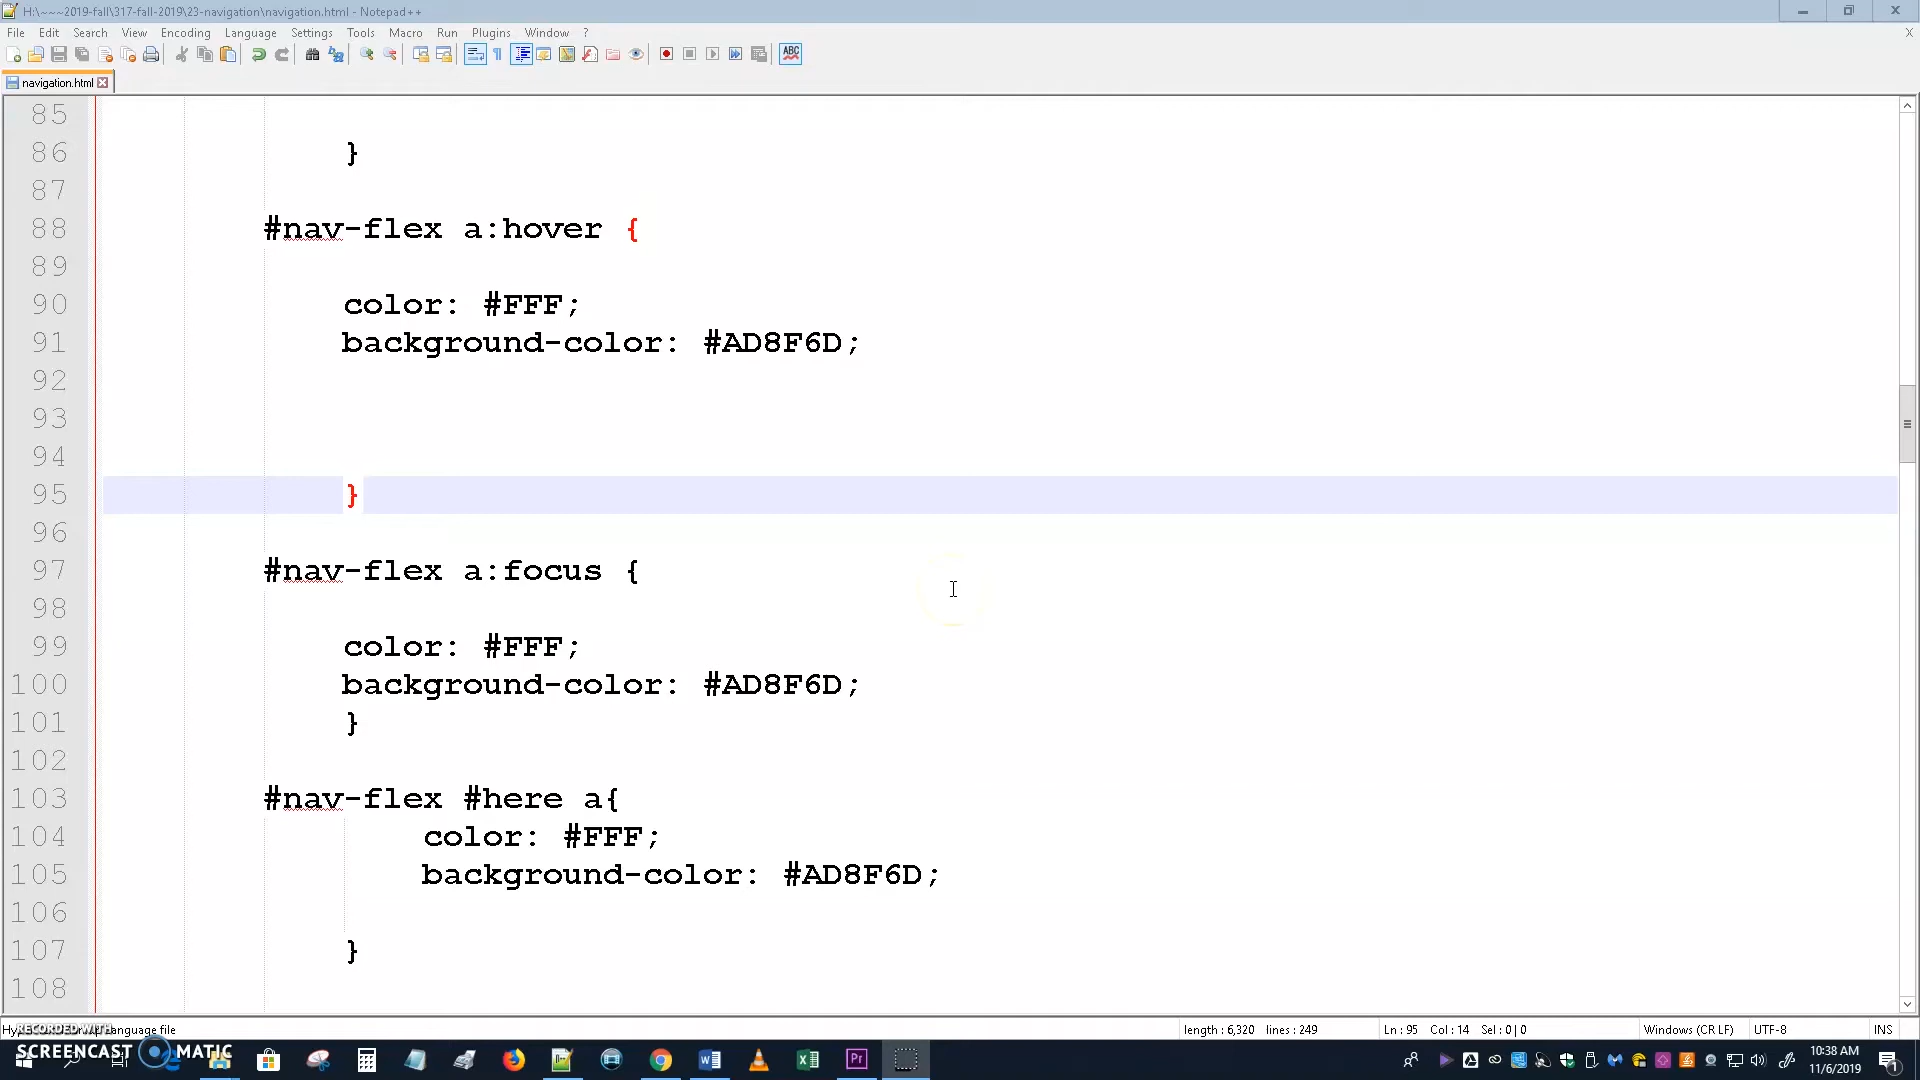 H:\~~~2019-fall\317-fall-2019\23-navigation\navigation.html - Notepad++
File Edit Search View Encoding Language Settings Tools Macro Run Plugins Window ? X
ABC
navigation.html
85
86 }
87
88 #nav-flex a:hover {
89
90 color: #FFF;
91 background-color: #AD8F6D;
92
93
94
95 }
96
97 #nav-flex a:focus {
98
99 color: #FFF;
100 background-color: #AD8F6D;
101 }
102
103 #nav-flex #here a{
104 color: #FFF;
105 background-color: #AD8F6D;
106
107 }
108
language file length : 6,320 lines : 249 Ln : 95 Col : 14 Sel : 0 | 0 Windows (CR LF) UTF-8 INS
RECORDED WITH
SCREENCAST MATIC
Pr
10:38 AM
11/6/2019
1